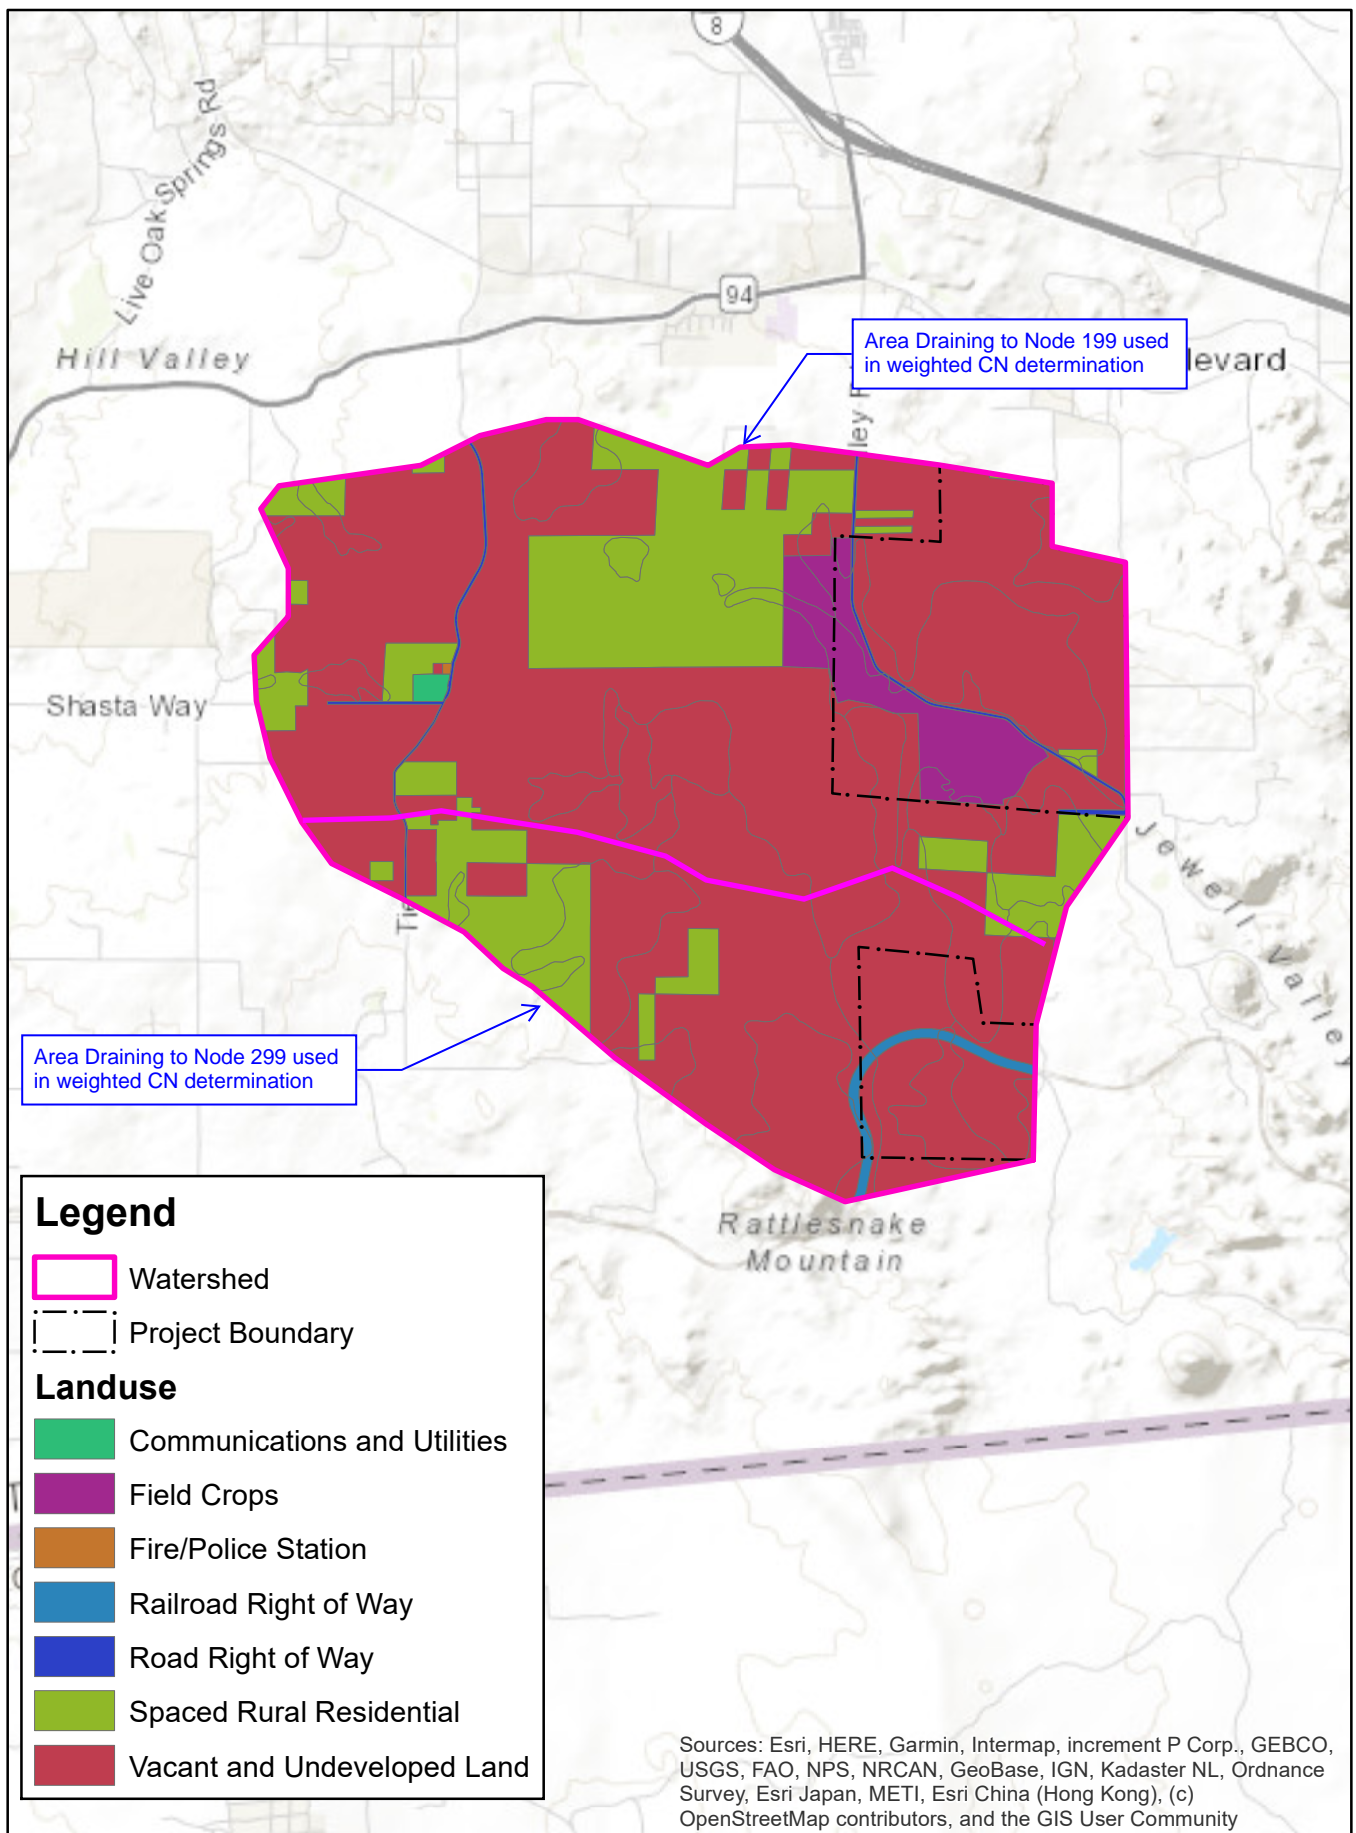 8
Live Oak Springs Rd
94
Hill Valley
Area Draining to Node 199 used
in weighted CN determination
levard
ley
Shasta Way
Jewell Valley
Area Draining to Node 299 used
in weighted CN determination
Rattlesnake
Mountain
Legend
Watershed
Project Boundary
Landuse
Communications and Utilities
Field Crops
Fire/Police Station
Railroad Right of Way
Road Right of Way
Spaced Rural Residential
Vacant and Undeveloped Land
Sources: Esri, HERE, Garmin, Intermap, increment P Corp., GEBCO,
USGS, FAO, NPS, NRCAN, GeoBase, IGN, Kadaster NL, Ordnance
Survey, Esri Japan, METI, Esri China (Hong Kong), (c)
OpenStreetMap contributors, and the GIS User Community